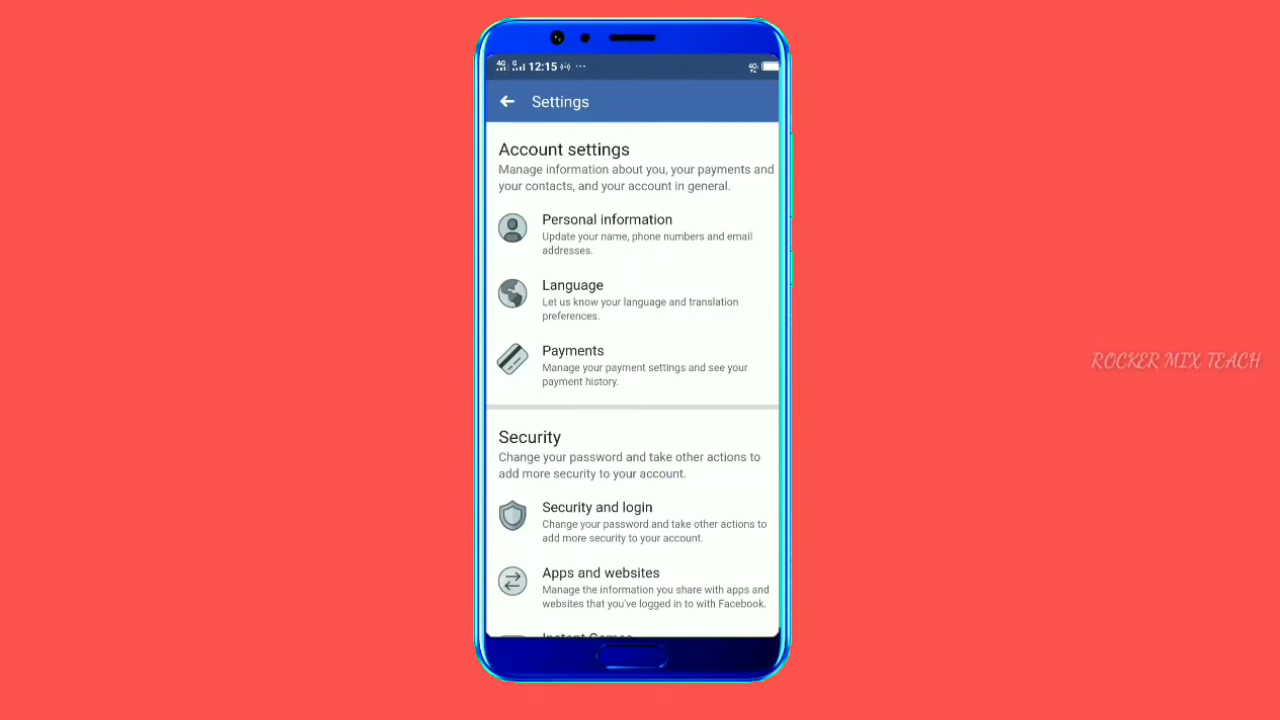 4G G 12:15 ...
4G
Settings
Account settings
Manage information about you, your payments and
your contacts, and your account in general.
Personal information
Update your name, phone numbers and email
addresses.
Language
Let us know your language and translation
preferences.
Payments
Manage your payment settings and see your
payment history.
Security
Change your password and take other actions to
add more security to your account.
Security and login
Change your password and take other actions to
add more security to your account.
Apps and websites
Manage the information you share with apps and
websites that you've logged in to with Facebook.
Instant Games
ROCKER MIX TEACH